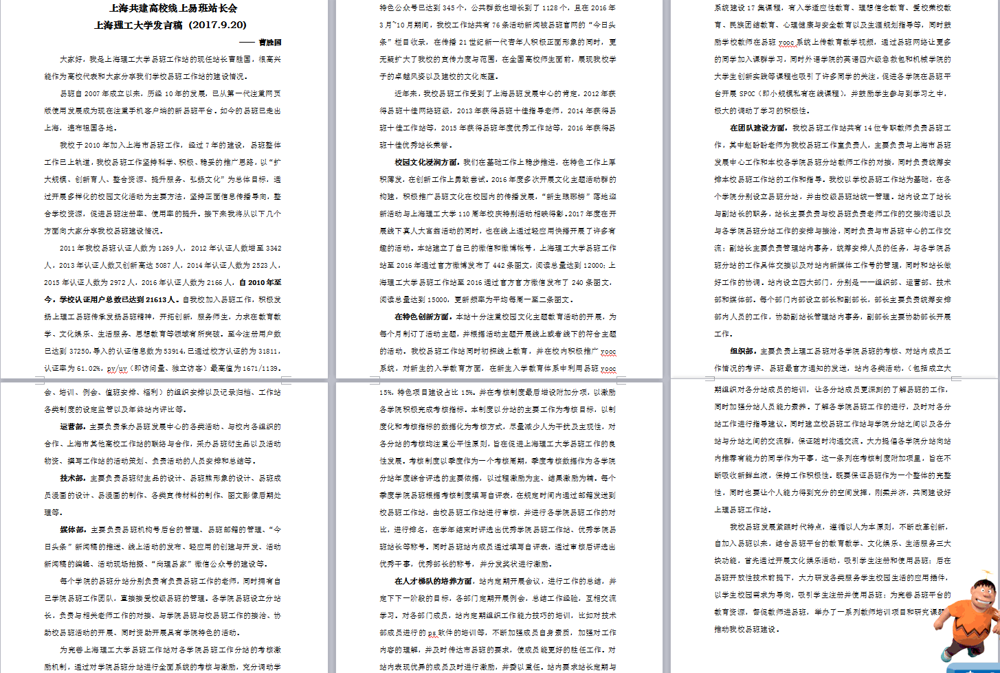 上海共建高校线上易班站长会
上海理工大学发言稿（2017.9.20）
—— 曹胜国
大家好，我是上海理工大学易班工作站的现任站长曹胜国，很高兴
能作为高校代表和大家分享我们学校易班工作站的建设情况。
易班自 2007 年成立以来，历经 10 年的发展，已从第一代注重网页
版使用发展成为现在注重手机客户端的新易班平台。如今的易班已走出
上海，遍布祖国各地。
我校于 2010 年加入上海市易班工作，经过 7 年的建设，易班整体
工作已上轨道，我校易班工作坚持科学、积极、稳妥的推广思路，以“扩
大规模、创新育人、整合资源、提升服务、弘扬文化”为总体目标，通
过开展多样化的校园文化活动为主要方法，坚持正面信息传播导向，整
合学校资源，促进易班注册率、使用率的提升。接下来我将从以下几个
方面向大家分享我校易班建设情况。
2011 年我校易班认证人数为 1269 人，2012 年认证人数增至 3342
人，2013 年认证人数又创新高达 5087 人，2014 年认证人数为 2523 人，
2015 年认证人数为 2972 人，2016 年认证人数为 2166 人，自 2010 年至
今，学校认证用户总数已达到 21613 人。自我校加入易班工作，积极发
扬上理工易班传承发扬易班精神，开拓创新，服务师生，力求在教育教
学、文化娱乐、生活服务、思想教育等领域有所突破。至今注册用户数
已达到 37250,导入的认证信息数为 53914,已通过校方认证的为 31811,
认证率为 61.02%，pv/uv（即访问量、独立访客）最高值为 1671/1139。
特色公众号已达到 345 个，公共群数也增长到了 1128 个，且在 2016 年
3 月~10 月期间，我校工作站共有 76 条活动新闻被易班官网的“今日头
条”栏目收录，在传播 21 世纪新一代青年人积极正面形象的同时，更
无疑扩大了我校的宣传力度与范围，在全国高校师生面前，展现我校学
子的卓越风姿以及建校的文化底蕴。
近年来，我校易班工作受到了上海易班发展中心的肯定，2012 年获
得易班十佳网络班级，2013 年获得易班十佳指导老师，2014 年获得易
班十佳工作站等，2015 年获得易班年度优秀工作站等，2016 年获得易
班十佳优秀站长荣誉。
校园文化浸润方面，我们在基础工作上稳步推进，在特色工作上厚
积薄发，在创新工作上勇敢尝试。2016 年度多次开展文化主题活动群的
构建，积极推广易班文化在校园内的传播发展，“新生琅琊榜”落地迎
新活动与上海理工大学 110 周年校庆特别活动相映得彰。2017 年度在开
展线下真人大富翁活动的同时，也在线上通过轻应用快搭开展了许多有
趣的活动。本站建立了自己的微信和微博帐号，上海理工大学易班工作
站至 2016 年通过官方微博发布了 442 条图文，阅读总量达到 12000；上
海理工大学易班工作站至 2016 通过官方官方微信发布了 240 条图文，
阅读总量达到 15000，更新频率为平均每周一至二条图文。
在特色创新方面，本站十分注重校园文化主题教育活动的开展，为
每个月制订了活动主题，并根据活动主题开展线上或者线下的符合主题
的活动。我校易班工作站同时初探线上教育，并在校内积极推广 yooc
系统，对新生的入学教育方面，在新生入学教育体系中利用易班 yooc
系统建设 17 集课程，有入学适应性教育、理想信念教育、爱校荣校教
育、民族团结教育、心理健康与安全教育以及生涯规划指导等，同时鼓
励学校教师在易班 yooc 系统上传教育教学视频，通过易班网络让更多
的同学加入课群学习，同时外语学院的英语四六级急救包和机械学院的
大学生创新实践等课程也吸引了许多同学的关注，促进各学院在易班平
台开展 SPOC（即小规模私有在线课程），并鼓励学生参与到学习之中，
极大的调动了学习的积极性。
在团队建设方面，我校易班工作站共有 14 位专职教师负责易班工
作，其中赵盼盼老师为我校易班工作室负责人，主要负责与上海市易班
发展中心工作和本校各学院易班分站教师工作的对接，同时负责统筹安
排本校易班工作站的工作和指导。我校以学校易班工作站为基础，在各
个学院分别设立易班分站，并由校级易班站统一管理。站内设立了站长
与副站长的职务，站长主要负责与校易班负责老师工作的交接沟通以及
与各学院易班分站工作的安排与接洽，同时负责与市易班中心的工作交
流；副站长主要负责管理站内事务，统筹安排人员的任务，与各学院易
班分站的工作具体交接以及对站内新媒体工作号的管理，同时和站长做
好工作的协调。站内设立四大部门，分别是——组织部、运营部、技术
部和媒体部。每个部门内部设立部长和副部长，部长主要负责统筹安排
部内人员的工作，协助副站长管理站内事务，副部长主要协助部长开展
工作。
组织部，主要负责上理工易班对各学院易班的考核、对站内成员工
作情况的考评、易班最官方通知的发送，站内各类活动，（包括成立大
会、培训、例会、值班安排、福利）的组织安排以及记录归档、工作站
各类制度的设定监管以及年终站内评比等。
运营部，主要负责承办易班发展中心的各类活动、与校内各组织的
合作、上海市其他高校工作站的联络与合作，采办易班衍生品以及活动
物资、撰写工作站的活动策划、负责活动的人员安排和总结等。
技术部，主要负责易班衍生品的设计、易班熊形象的设计、易班成
员漫画的设计、易漫画的制作、各类宣传材料的制作、图文影像后期处
理等。
媒体部，主要负责易班机构号后台的管理、易班邮箱的管理、“今
日头条”新闻稿的推送、线上活动的发布、轻应用的创建与开发、活动
新闻稿的编辑、活动现场拍摄、“尚理易家”微信公众号的建设等。
每个学院的易班分站分别负责有负责易班工作的老师，同时拥有自
己学院易班工作团队，直接接受校级易班的管理。各学院易班设立分站
长，负责与相关老师工作的对接、与学院易班与校易班工作的接洽、协
助校易班活动的开展、同时资助开展具有学院特色的活动。
为完善上海理工大学易班工作站对各学院易班工作分站的考核激
励机制，通过对学院易班分站进行全面系统的考核与激励，充分调动学
15%，特色项目建设占比 15%。并在考核制度最后增设附加分项，以激励
各学院积极完成考核指标。本制度以分站的主要工作为考核目标，以制
度化和考核指标的数据化为考核方式，尽量减少人为干扰及主观性，对
各分站的考核均注重公平性原则，旨在促进上海理工大学易班工作的良
性发展。考核制度以季度作为一个考核周期，季度考核数据作为各学院
分站年度综合评选的主要依据，以过程激励为主、结果激励为辅。每个
季度学院易班根据考核制度填写自评表，在规定时间内通过邮箱发送到
校易班工作站，由校易班工作站进行审核，并进行各学院易班工作的对
比，进行排名，在学年结束时评选出优秀学院易班工作站、优秀学院易
班站长等称号。同时易班站内成员通过填写自评表，通过审核后评选出
优秀干事，优秀部长的称号，并分发奖状进行激励。
在人才梯队的培养方面，站内定期开展会议，进行工作的总结，并
定下下一阶段的目标，各部门定期开展例会，总结工作经验，互相交流
学习。对各部门成员，站内定期组织工作能力技巧的培训，比如对技术
部成员进行的 ps 软件的培训等，不断加强成员自身素质，加强对工作
内容的理解，并及时传达市易班的要求，使成员能更好的胜任工作。对
站内表现优异的成员及时进行激励，并委以重任。站内要求站长定期与
期组织对各分站成员的培训，让各分站成员更深刻的了解易班的工作，
同时加强分站人员能力素养。了解各学院易班工作的进行，及时对各分
站工作进行指导建议。同时建立校易班工作站与学院分站之间以及各分
站与分站之间的交流群，保证随时沟通交流。大力提倡各学院分站向站
内推荐有能力的同学作为干事，这一条列在考核制度附加项里，旨在不
断吸收新鲜血液，保持工作积极性。既要保证易班作为一个整体的完整
性，同时也要让个人能力得到充分的空间发挥，刚柔并济，共同建设好
上理易班工作站。
我校易班发展紧跟时代特点，遵循以人为本原则，不断改革创新，
自加入易班以来，结合易班平台的教育教学、文化娱乐、生活服务三大
块功能，首先通过开展文化娱乐活动，吸引学生注册和使用易班；后在
易班开放性技术前提下，大力研发各类服务学生校园生活的应用插件，
以学生校园需求为导向，吸引学生注册并使用易班；为完善易班平台的
教育资源，督促教师进易班，举办了一系列教师培训项目和研究课
推动我校易班建设。